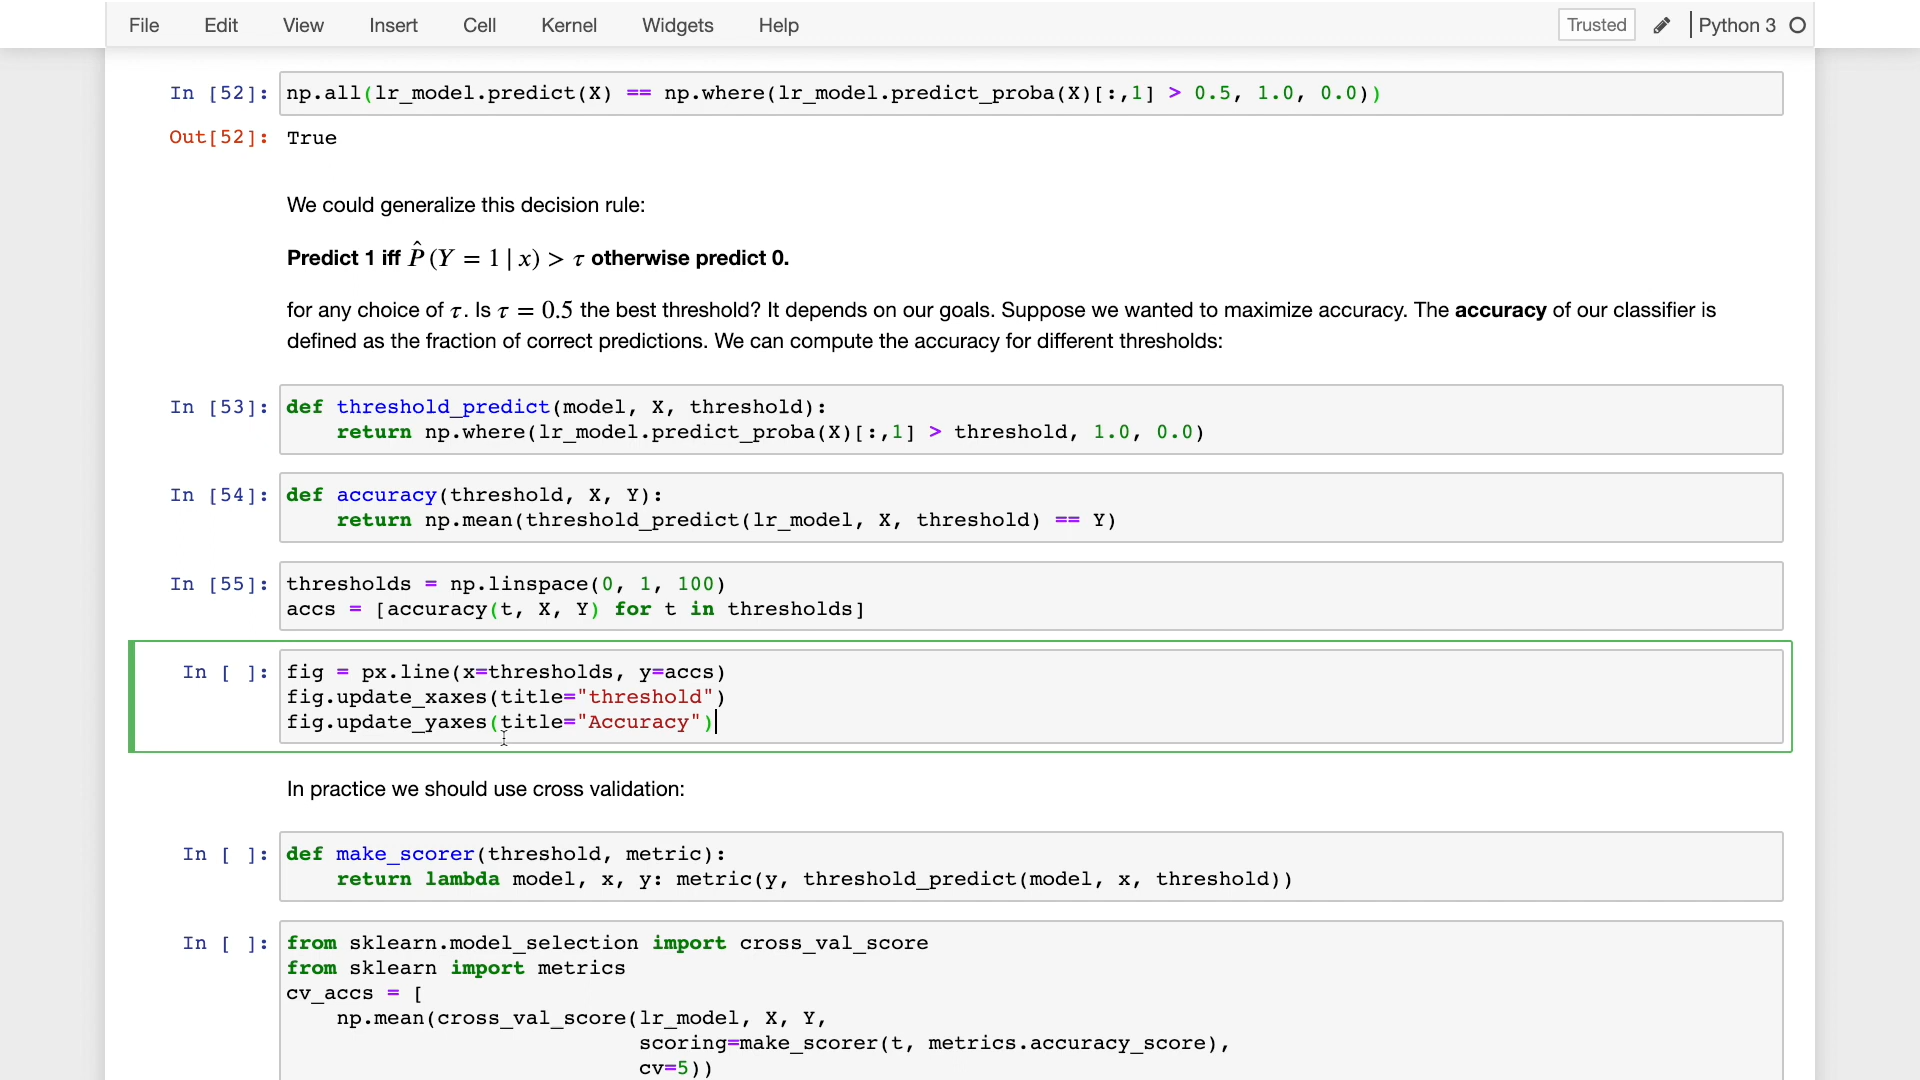 File Edit View Insert Cell Kernel Widgets Help Trusted Python 3
In [52]: np.all(lr_model.predict(X) == np.where(lr_model.predict_proba(X)[:,1] > 0.5, 1.0, 0.0))
Out[52]: True
We could generalize this decision rule:
Predict 1 iff P̂(Y = 1 | x) > τ otherwise predict 0.
for any choice of τ. Is τ = 0.5 the best threshold? It depends on our goals. Suppose we wanted to maximize accuracy. The accuracy of our classifier is
defined as the fraction of correct predictions. We can compute the accuracy for different thresholds:
In [53]: def threshold_predict(model, X, threshold):
    return np.where(lr_model.predict_proba(X)[:,1] > threshold, 1.0, 0.0)
In [54]: def accuracy(threshold, X, Y):
    return np.mean(threshold_predict(lr_model, X, threshold) == Y)
In [55]: thresholds = np.linspace(0, 1, 100)
accs = [accuracy(t, X, Y) for t in thresholds]
In [ ]: fig = px.line(x=thresholds, y=accs)
fig.update_xaxes(title="threshold")
fig.update_yaxes(title="Accuracy")
In practice we should use cross validation:
In [ ]: def make_scorer(threshold, metric):
    return lambda model, x, y: metric(y, threshold_predict(model, x, threshold))
In [ ]: from sklearn.model_selection import cross_val_score
from sklearn import metrics
cv_accs = [
    np.mean(cross_val_score(lr_model, X, Y,
                            scoring=make_scorer(t, metrics.accuracy_score),
                            cv=5))